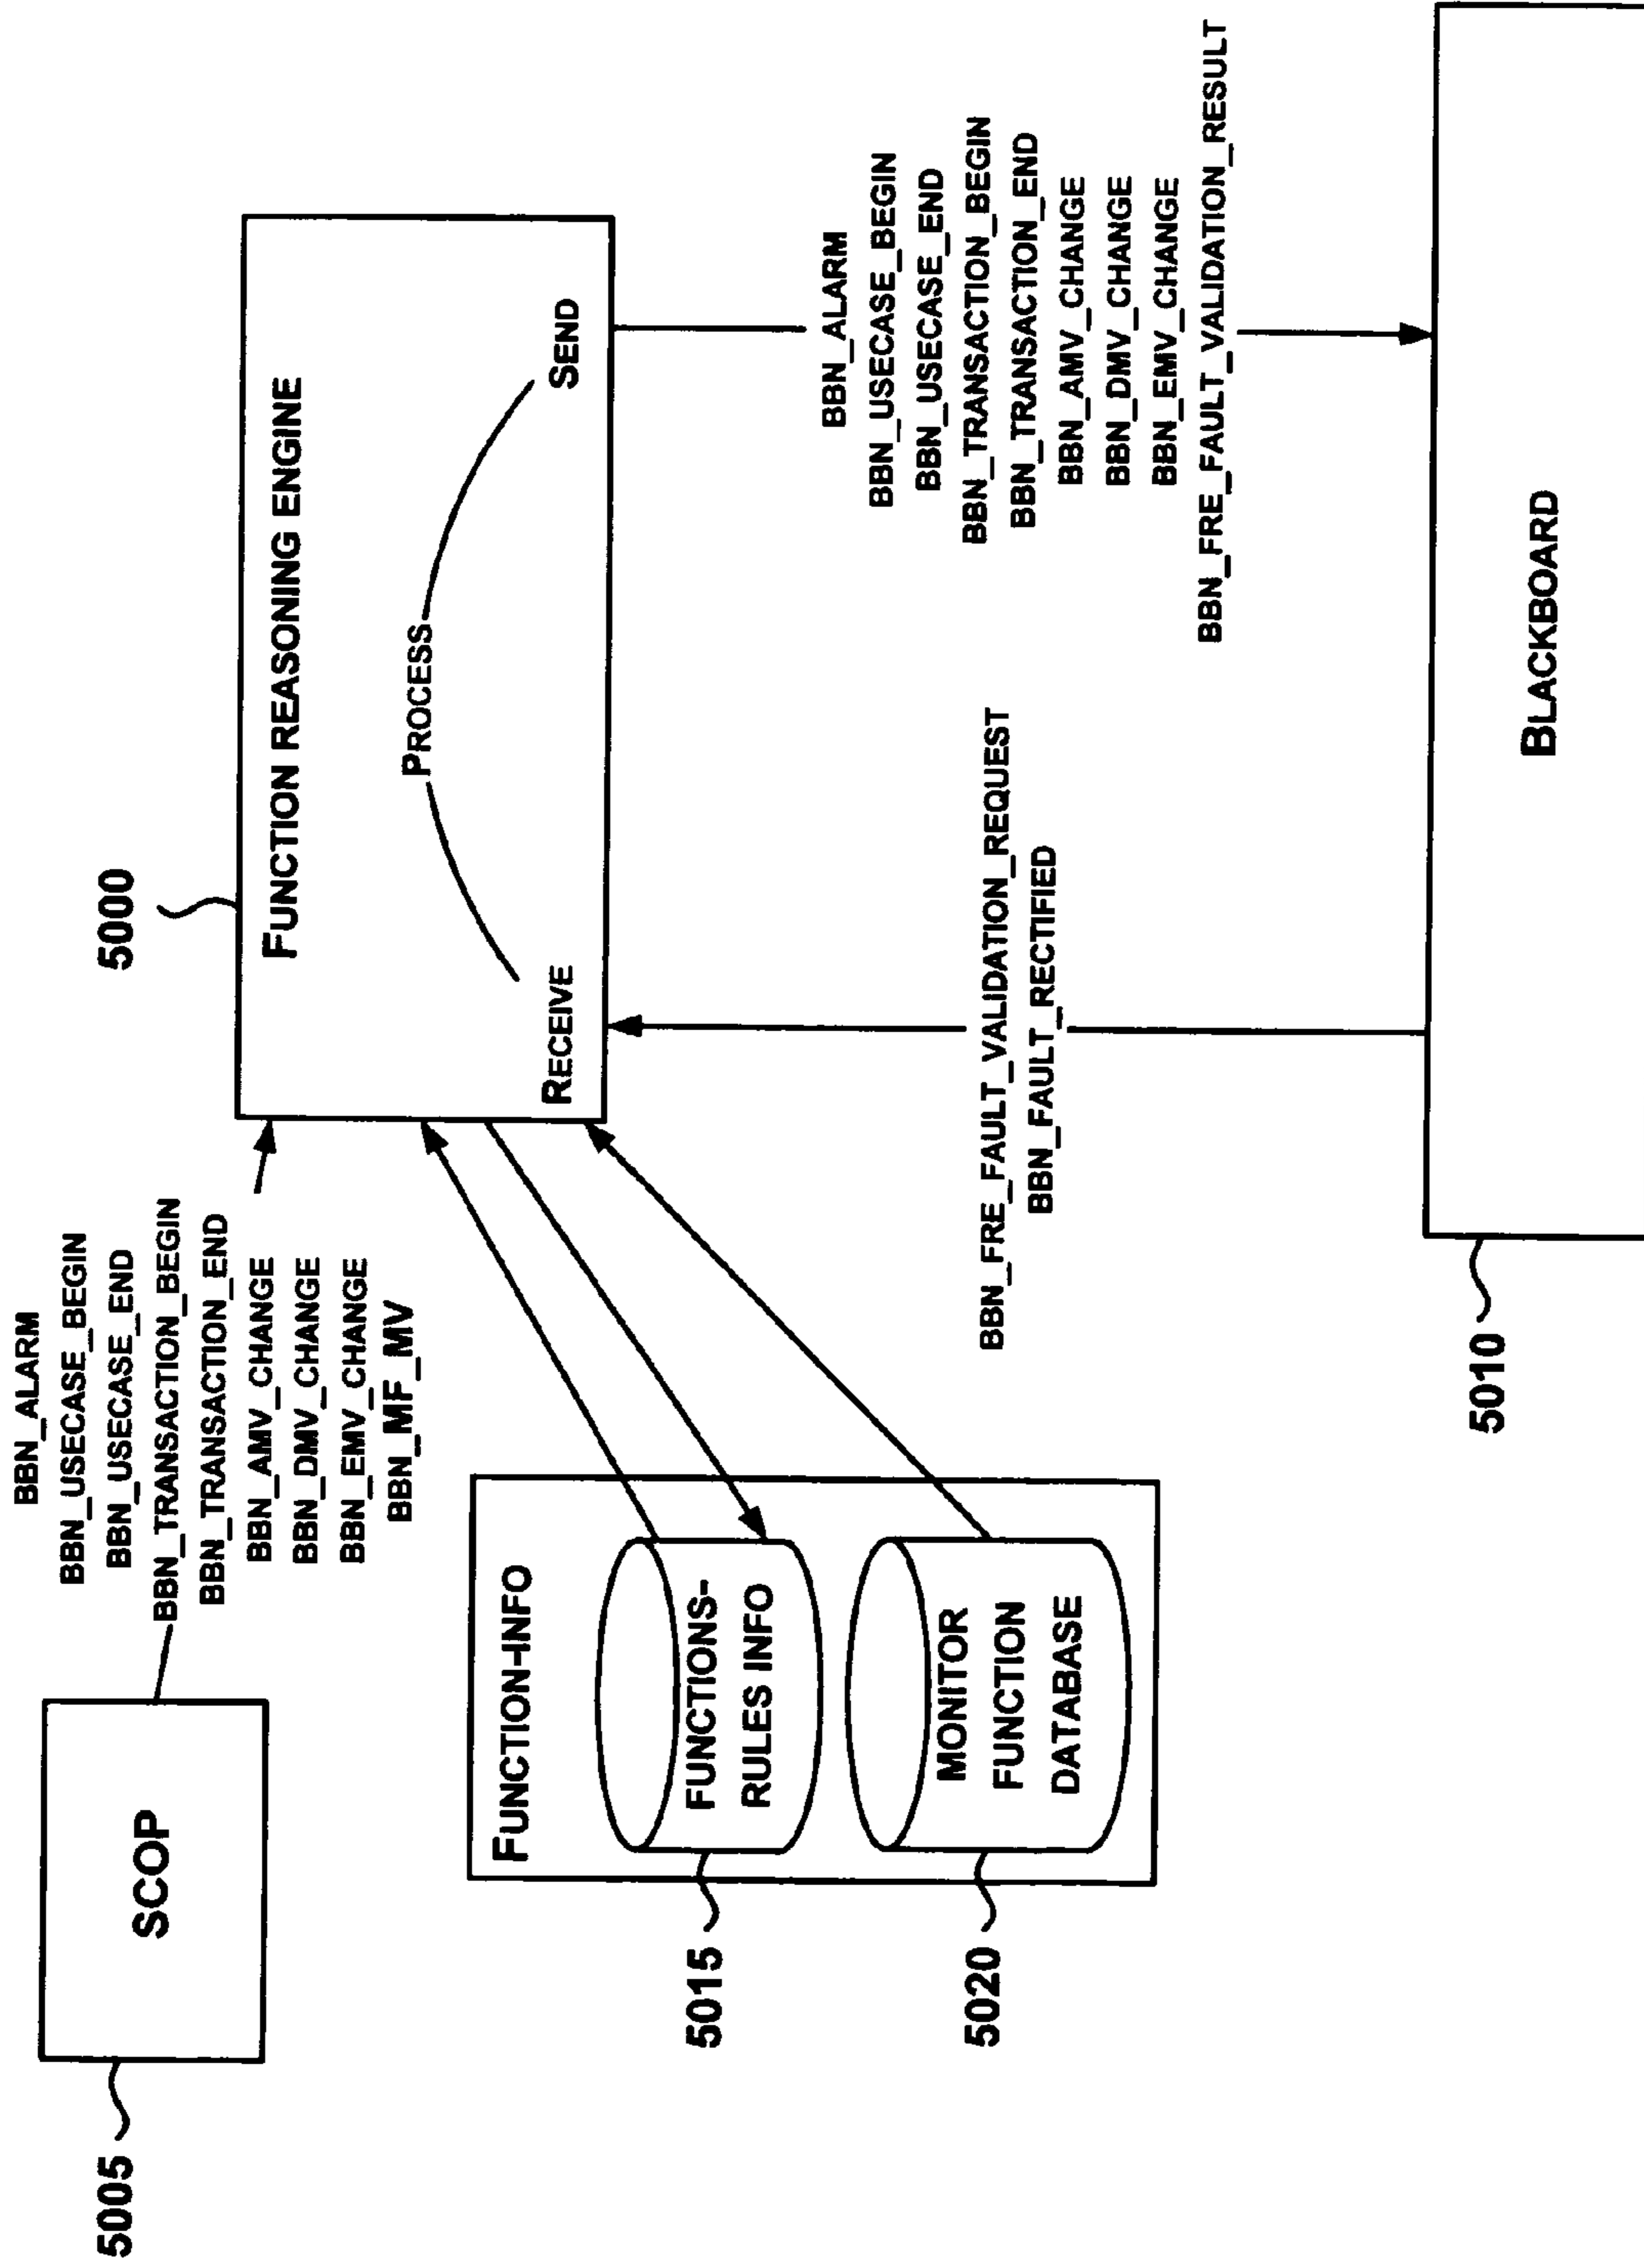 5005
SCOP
BBN_ALARM
BBN_USECASE_BEGIN
BBN_USECASE_END
BBN_TRANSACTION_BEGIN
BBN_TRANSACTION_END
BBN_AMV_CHANGE
BBN_DMV_CHANGE
BBN_EMV_CHANGE
BBN_MF_MV
5000
FUNCTION REASONING ENGINE
PROCESS
RECEIVE
SEND
FUNCTION-INFO
5015
FUNCTIONS-
RULES INFO
5020
MONITOR
FUNCTION
DATABASE
BBN_FRE_FAULT_VALIDATION_REQUEST
BBN_FAULT_RECTIFIED
BBN_ALARM
BBN_USECASE_BEGIN
BBN_USECASE_END
BBN_TRANSACTION_BEGIN
BBN_TRANSACTION_END
BBN_AMV_CHANGE
BBN_DMV_CHANGE
BBN_EMV_CHANGE
BBN_FRE_FAULT_VALIDATION_RESULT
5010
BLACKBOARD